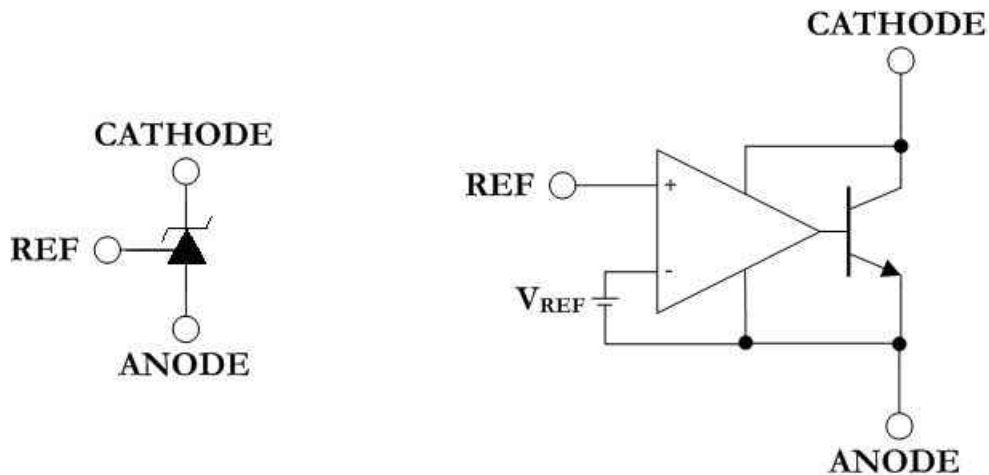 CATHODE
REF
ANODE
CATHODE
REF
+
-
VREF
ANODE